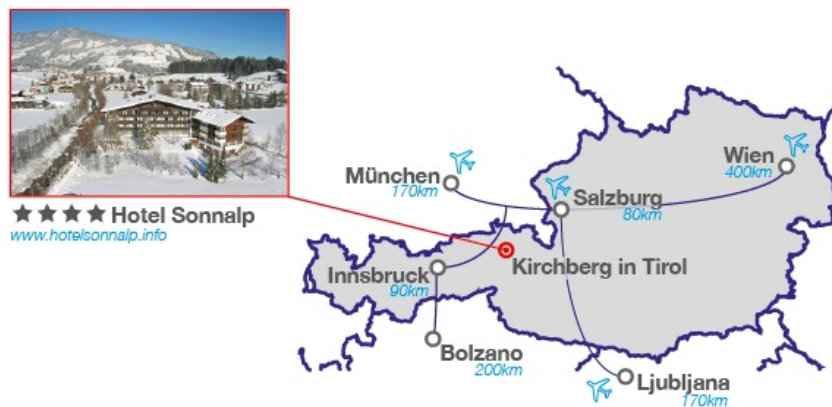 ★★★★ Hotel Sonnalp
www.hotelsonnalp.info
München
170km
Salzburg
80km
Wien
400km
Innsbruck
90km
Kirchberg in Tirol
Bolzano
200km
Ljubljana
170km